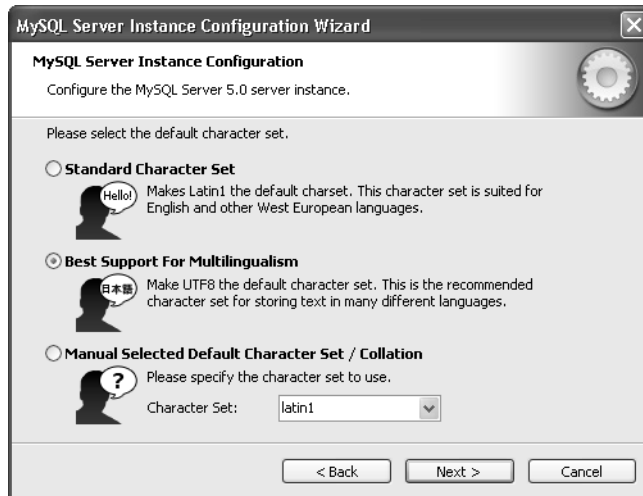 MySQL Server Instance Configuration Wizard
MySQL Server Instance Configuration
Configure the MySQL Server 5.0 server instance.
Please select the default character set.
Standard Character Set
Hello!
Makes Latin1 the default charset. This character set is suited for
English and other West European languages.
Best Support For Multilingualism
日本語
Make UTF8 the default character set. This is the recommended
character set for storing text in many different languages.
Manual Selected Default Character Set / Collation
?
Please specify the character set to use.
Character Set: latin1
< Back Next > Cancel